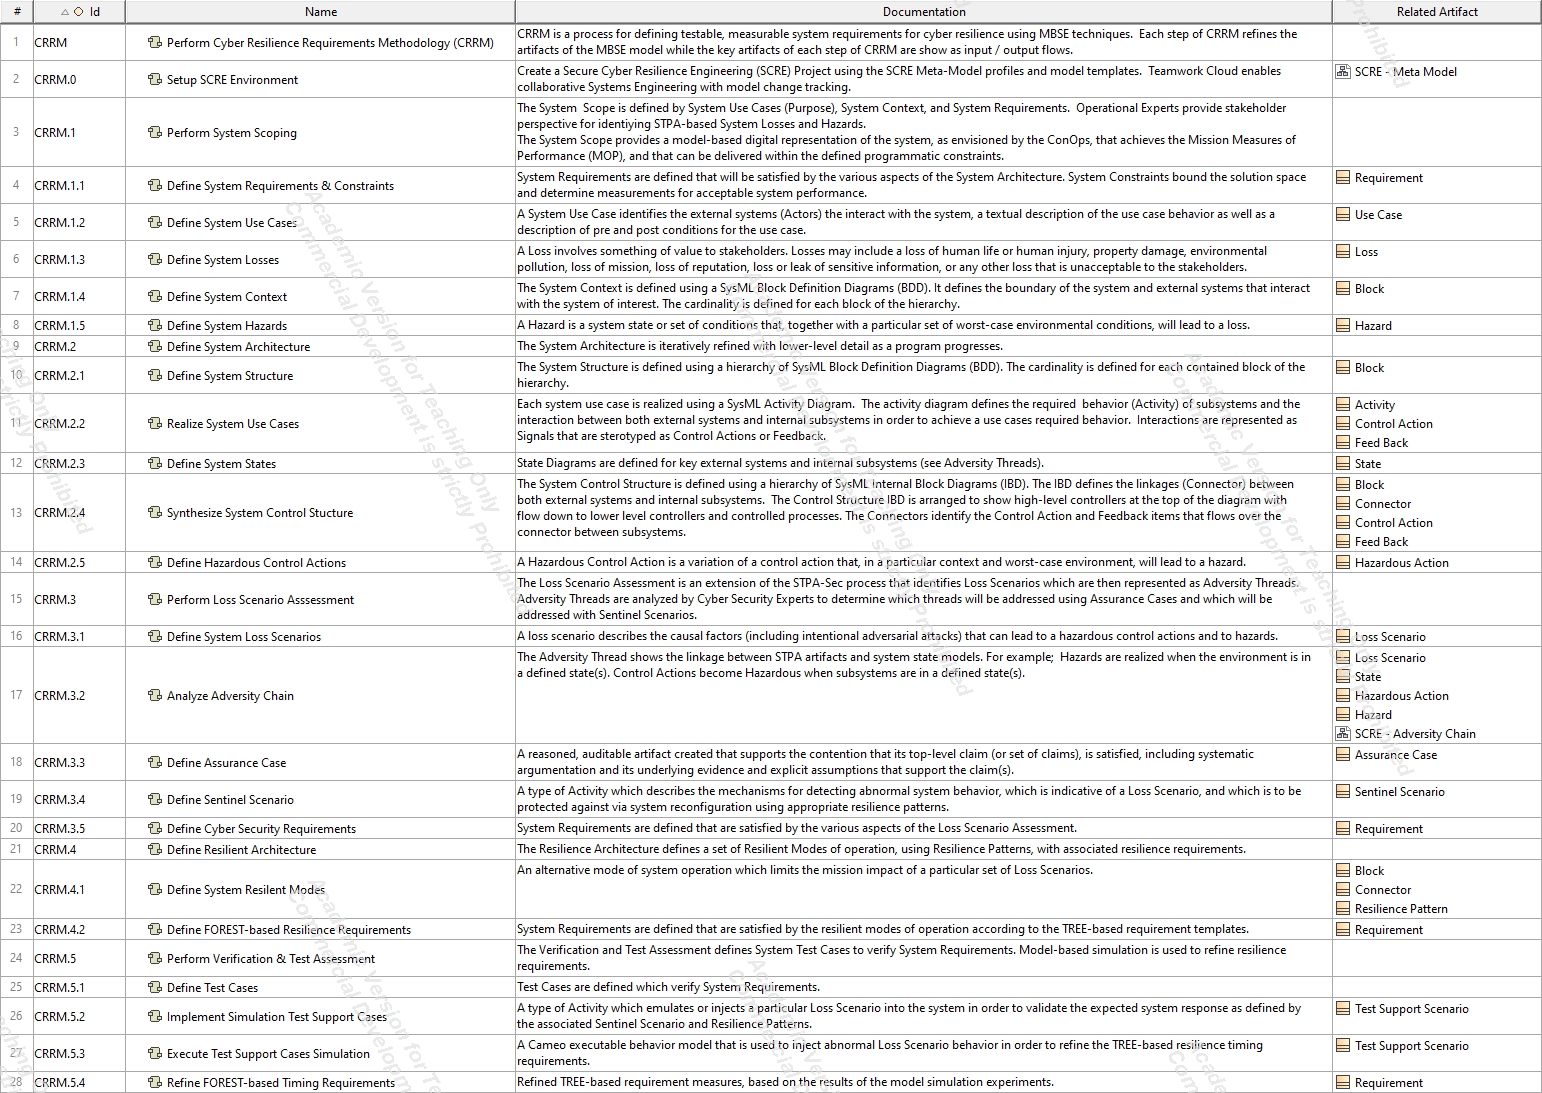 # Id Name Documentation Related Artifact
1 CRRM Perform Cyber Resilience Requirements Methodology (CRRM) CRRM is a process for defining testable, measurable system requirements for cyber resilience using MBSE techniques. Each step of CRRM refines the
artifacts of the MBSE model while the key artifacts of each step of CRRM are show as input / output flows.
2 CRRM.0 Setup SCRE Environment Create a Secure Cyber Resilience Engineering (SCRE) Project using the SCRE Meta-Model profiles and model templates. Teamwork Cloud enables SCRE - Meta Model
collaborative Systems Engineering with model change tracking.
3 CRRM.1 Perform System Scoping The System Scope is defined by System Use Cases (Purpose), System Context, and System Requirements. Operational Experts provide stakeholder
perspective for identiying STPA-based System Losses and Hazards.
The System Scope provides a model-based digital representation of the system, as envisioned by the ConOps, that achieves the Mission Measures of
Performance (MOP), and that can be delivered within the defined programmatic constraints.
4 CRRM.1.1 Define System Requirements & Constraints System Requirements are defined that will be satisfied by the various aspects of the System Architecture. System Constraints bound the solution space Requirement
and determine measurements for acceptable system performance.
5 CRRM.1.2 Define System Use Cases A System Use Case identifies the external systems (Actors) the interact with the system, a textual description of the use case behavior as well as a Use Case
description of pre and post conditions for the use case.
6 CRRM.1.3 Define System Losses A Loss involves something of value to stakeholders. Losses may include a loss of human life or human injury, property damage, environmental Loss
pollution, loss of mission, loss of reputation, loss or leak of sensitive information, or any other loss that is unacceptable to the stakeholders.
7 CRRM.1.4 Define System Context The System Context is defined using a SysML Block Definition Diagrams (BDD). It defines the boundary of the system and external systems that interact Block
with the system of interest. The cardinality is defined for each block of the hierarchy.
8 CRRM.1.5 Define System Hazards A Hazard is a system state or set of conditions that, together with a particular set of worst-case environmental conditions, will lead to a loss. Hazard
9 CRRM.2 Define System Architecture The System Architecture is iteratively refined with lower-level detail as a program progresses.
10 CRRM.2.1 Define System Structure The System Structure is defined using a hierarchy of SysML Block Definition Diagrams (BDD). The cardinality is defined for each contained block of the Block
hierarchy.
11 CRRM.2.2 Realize System Use Cases Each system use case is realized using a SysML Activity Diagram. The activity diagram defines the required behavior (Activity) of subsystems and the Activity
interaction between both external systems and internal subsystems in order to achieve a use cases required behavior. Interactions are represented as Control Action
Signals that are sterotyped as Control Actions or Feedback. Feed Back
12 CRRM.2.3 Define System States State Diagrams are defined for key external systems and internal subsystems (see Adversity Threads). State
13 CRRM.2.4 Synthesize System Control Stucture The System Control Structure is defined using a hierarchy of SysML Internal Block Diagrams (IBD). The IBD defines the linkages (Connector) between Block
both external systems and internal subsystems. The Control Structure IBD is arranged to show high-level controllers at the top of the diagram with Connector
flow down to lower level controllers and controlled processes. The Connectors identify the Control Action and Feedback items that flows over the Control Action
connector between subsystems. Feed Back
14 CRRM.2.5 Define Hazardous Control Actions A Hazardous Control Action is a variation of a control action that, in a particular context and worst-case environment, will lead to a hazard. Hazardous Action
15 CRRM.3 Perform Loss Scenario Asssessment The Loss Scenario Assessment is an extension of the STPA-Sec process that identifies Loss Scenarios which are then represented as Adversity Threads.
Adversity Threads are analyzed by Cyber Security Experts to determine which threads will be addressed using Assurance Cases and which will be
addressed with Sentinel Scenarios.
16 CRRM.3.1 Define System Loss Scenarios A loss scenario describes the causal factors (including intentional adversarial attacks) that can lead to a hazardous control actions and to hazards. Loss Scenario
17 CRRM.3.2 Analyze Adversity Chain The Adversity Thread shows the linkage between STPA artifacts and system state models. For example; Hazards are realized when the environment is in Loss Scenario
a defined state(s). Control Actions become Hazardous when subsystems are in a defined state(s). State
Hazardous Action
Hazard
SCRE - Adversity Chain
18 CRRM.3.3 Define Assurance Case A reasoned, auditable artifact created that supports the contention that its top-level claim (or set of claims), is satisfied, including systematic Assurance Case
argumentation and its underlying evidence and explicit assumptions that support the claim(s).
19 CRRM.3.4 Define Sentinel Scenario A type of Activity which describes the mechanisms for detecting abnormal system behavior, which is indicative of a Loss Scenario, and which is to be Sentinel Scenario
protected against via system reconfiguration using appropriate resilience patterns.
20 CRRM.3.5 Define Cyber Security Requirements System Requirements are defined that are satisfied by the various aspects of the Loss Scenario Assessment. Requirement
21 CRRM.4 Define Resilient Architecture The Resilience Architecture defines a set of Resilient Modes of operation, using Resilience Patterns, with associated resilience requirements.
22 CRRM.4.1 Define System Resilent Modes An alternative mode of system operation which limits the mission impact of a particular set of Loss Scenarios. Block
Connector
Resilience Pattern
23 CRRM.4.2 Define FOREST-based Resilience Requirements System Requirements are defined that are satisfied by the resilient modes of operation according to the TREE-based requirement templates. Requirement
24 CRRM.5 Perform Verification & Test Assessment The Verification and Test Assessment defines System Test Cases to verify System Requirements. Model-based simulation is used to refine resilience
requirements.
25 CRRM.5.1 Define Test Cases Test Cases are defined which verify System Requirements.
26 CRRM.5.2 Implement Simulation Test Support Cases A type of Activity which emulates or injects a particular Loss Scenario into the system in order to validate the expected system response as defined by Test Support Scenario
the associated Sentinel Scenario and Resilience Patterns.
27 CRRM.5.3 Execute Test Support Cases Simulation A Cameo executable behavior model that is used to inject abnormal Loss Scenario behavior in order to refine the TREE-based resilience timing Test Support Scenario
requirements.
28 CRRM.5.4 Refine FOREST-based Timing Requirements Refined TREE-based requirement measures, based on the results of the model simulation experiments. Requirement
Academic Version for Teaching Only
Commercial Development is strictly Prohibited